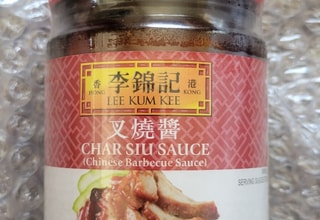 香 李錦記 港
HONG LEE KUM KEE KONG
叉燒醬
CHAR SIU SAUCE
(Chinese Barbecue Sauce)